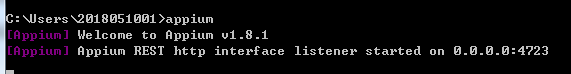 C:\Users\2018051001>appium
[Appium] Welcome to Appium v1.8.1
[Appium] Appium REST http interface listener started on 0.0.0.0:4723